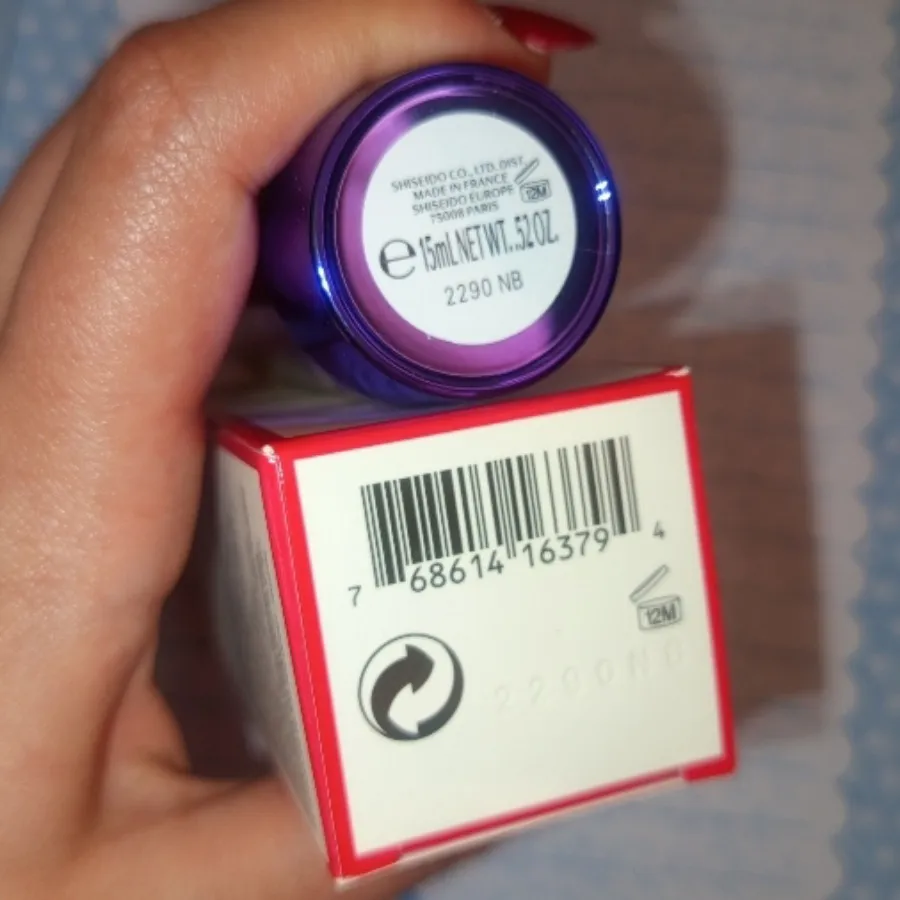 SHISEIDO CO., LTD. DIST.
MADE IN FRANCE
SHISEIDO EUROPE
75008 PARIS
12M
e 15mL NET WT. .52 OZ.
2290 NB
7 68614 16379 4
12M